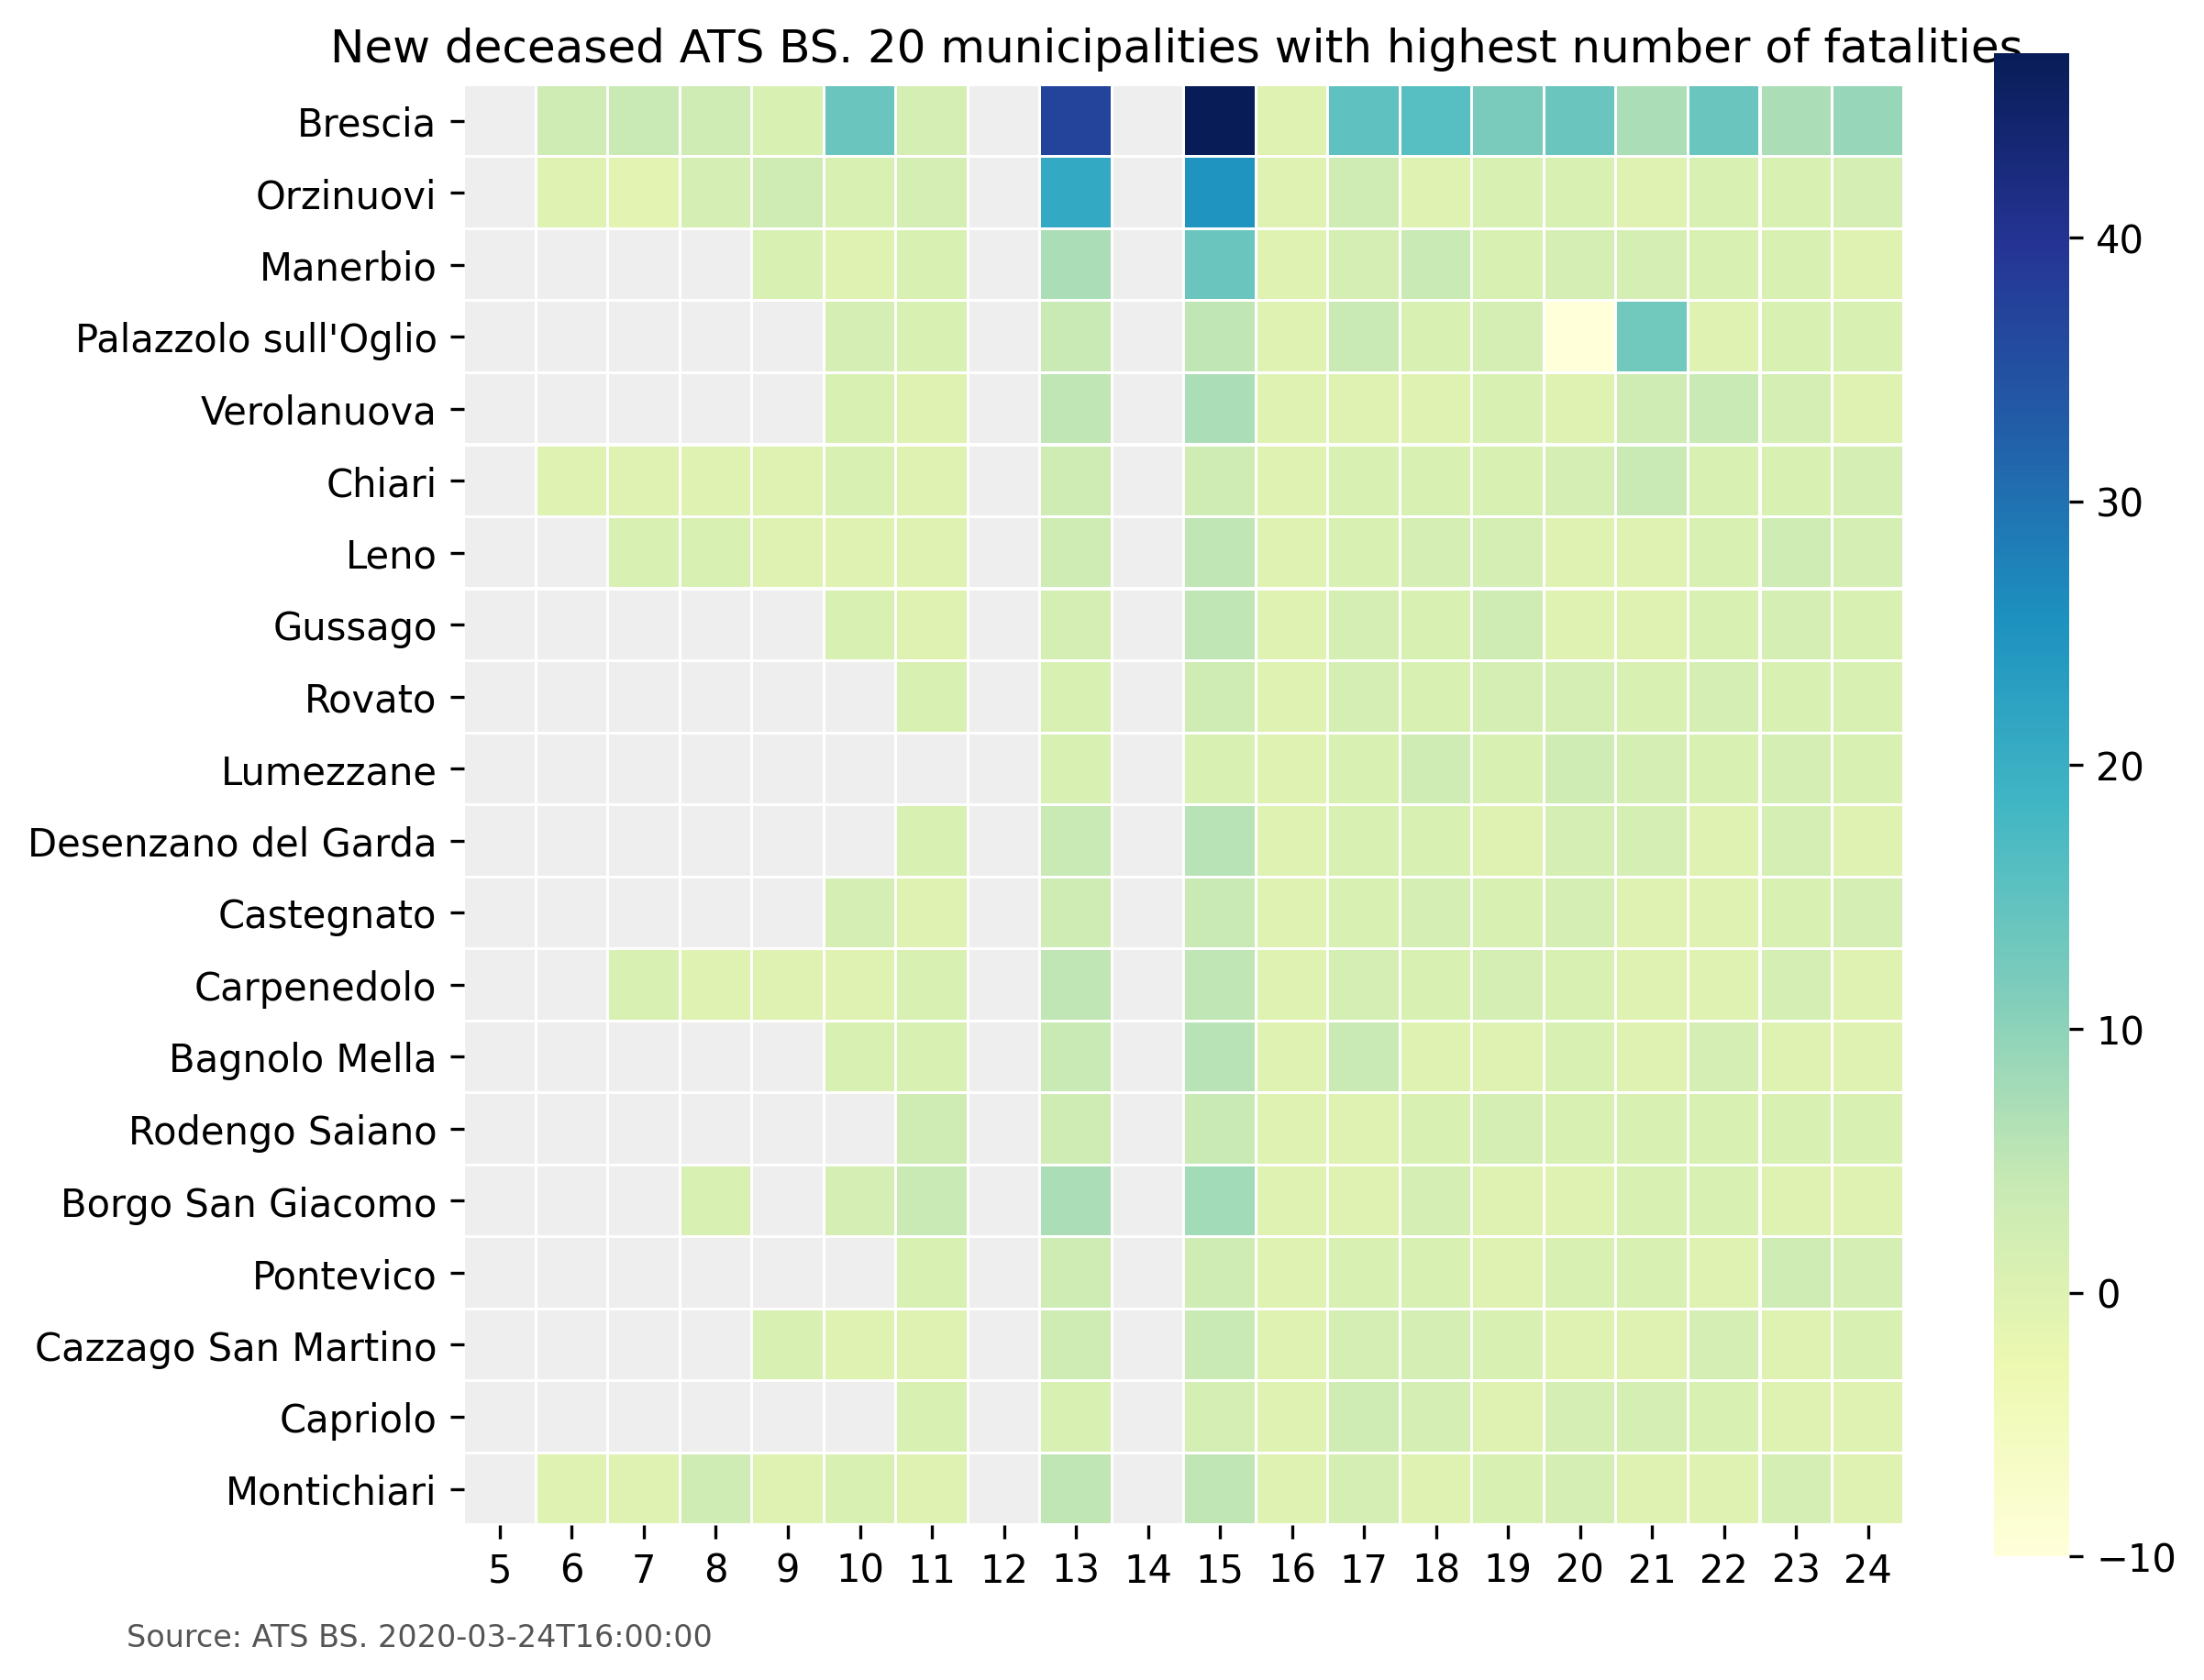 New deceased ATS BS. 20 municipalities with highest number of fatalities
Brescia
Orzinuovi
Manerbio
Palazzolo sull'Oglio
Verolanuova
Chiari
Leno
Gussago
Rovato
Lumezzane
Desenzano del Garda
Castegnato
Carpenedolo
Bagnolo Mella
Rodengo Saiano
Borgo San Giacomo
Pontevico
Cazzago San Martino
Capriolo
Montichiari
5 6 7 8 9 10 11 12 13 14 15 16 17 18 19 20 21 22 23 24
40
30
20
10
0
−10
Source: ATS BS. 2020-03-24T16:00:00